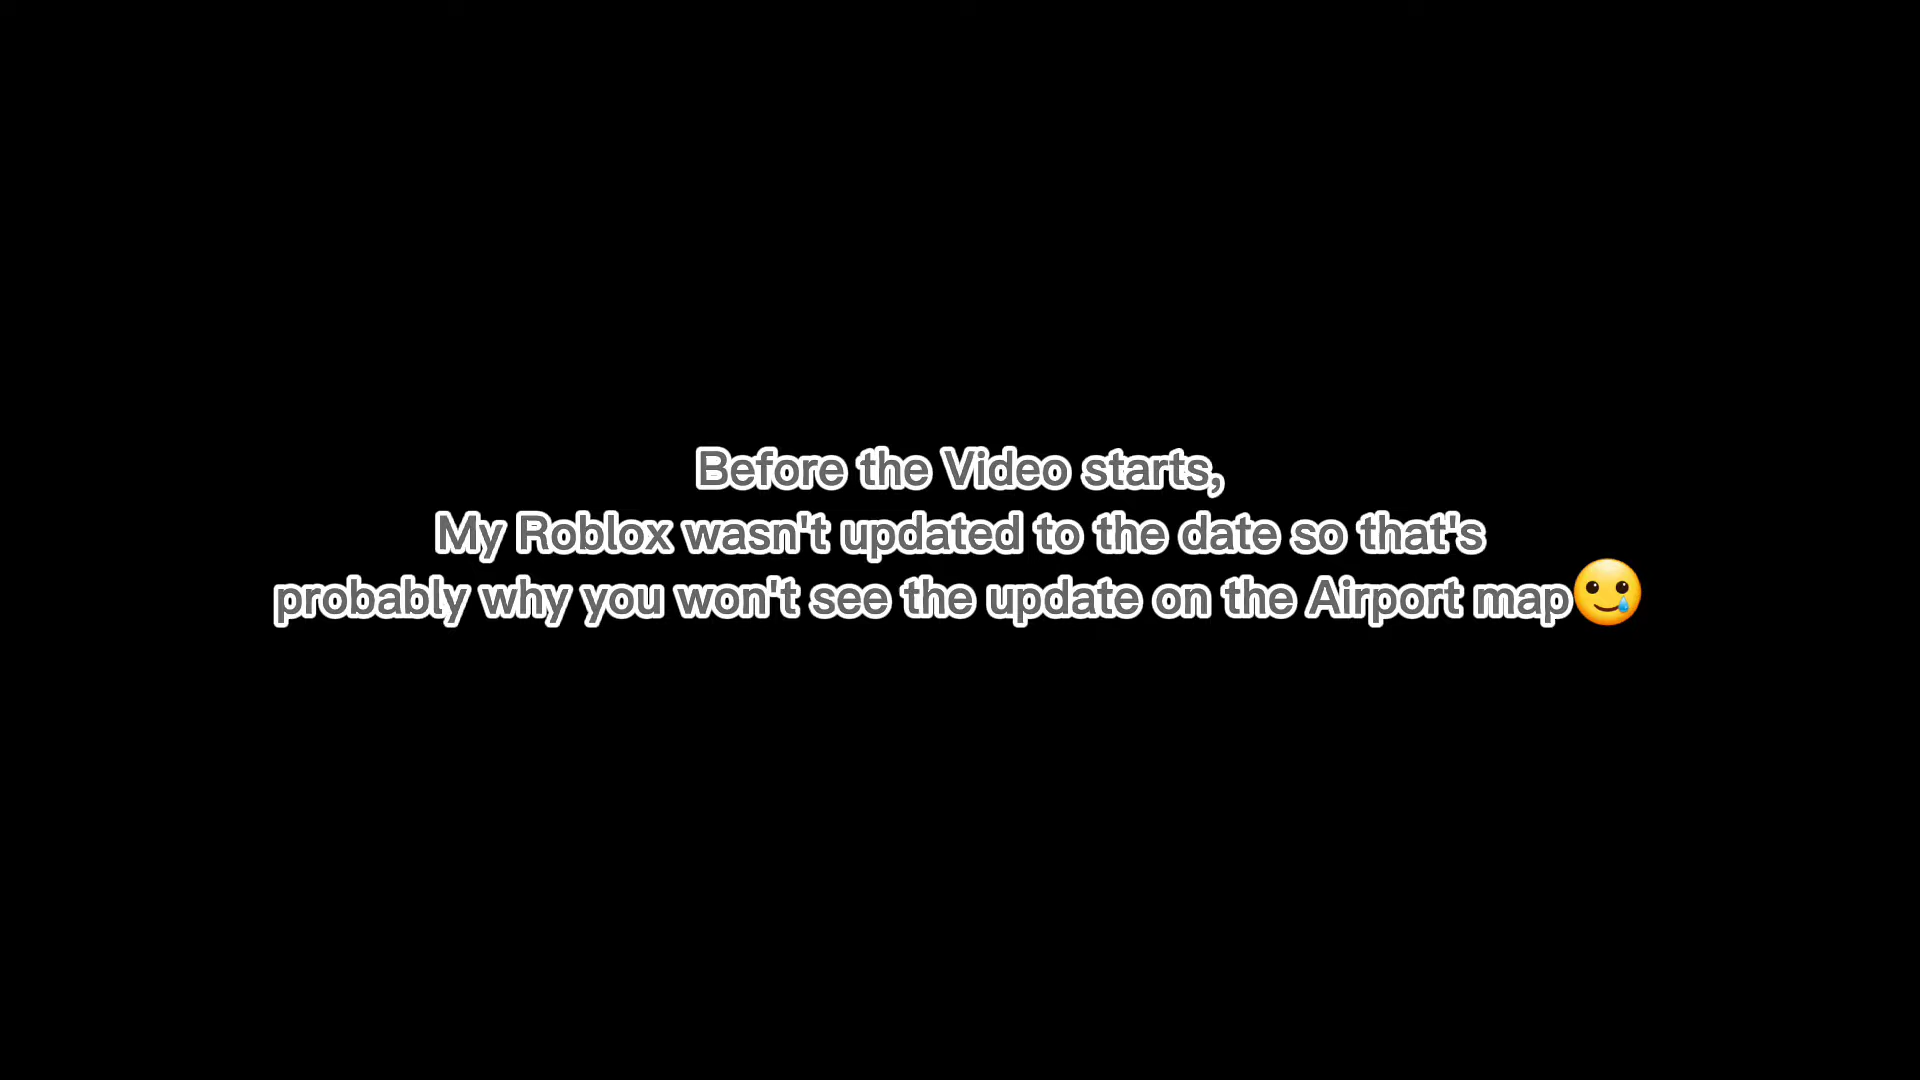 Before the Video starts,
My Roblox wasn't updated to the date so that's
probably why you won't see the update on the Airport map🥲